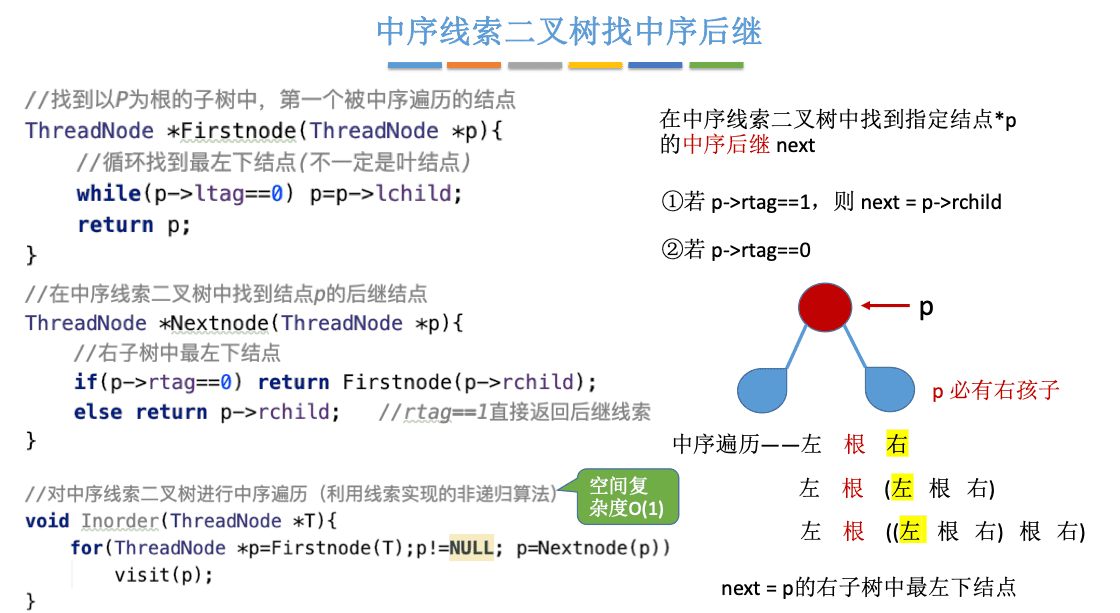 中序线索二叉树找中序后继
//找到以P为根的子树中，第一个被中序遍历的结点
ThreadNode *Firstnode(ThreadNode *p){
//循环找到最左下结点(不一定是叶结点)
while(p->ltag==0) p=p->lchild;
return p;
}
//在中序线索二叉树中找到结点p的后继结点
ThreadNode *Nextnode(ThreadNode *p){
//右子树中最左下结点
if(p->rtag==0) return Firstnode(p->rchild);
else return p->rchild; //rtag==1直接返回后继线索
}
//对中序线索二叉树进行中序遍历（利用线索实现的非递归算法）
void Inorder(ThreadNode *T){
for(ThreadNode *p=Firstnode(T);p!=NULL; p=Nextnode(p))
visit(p);
}
空间复
杂度O(1)
在中序线索二叉树中找到指定结点*p
的中序后继 next
①若 p->rtag==1，则 next = p->rchild
②若 p->rtag==0
p
p 必有右孩子
中序遍历——左 根 右
左 根 (左 根 右)
左 根 ((左 根 右) 根 右)
next = p的右子树中最左下结点